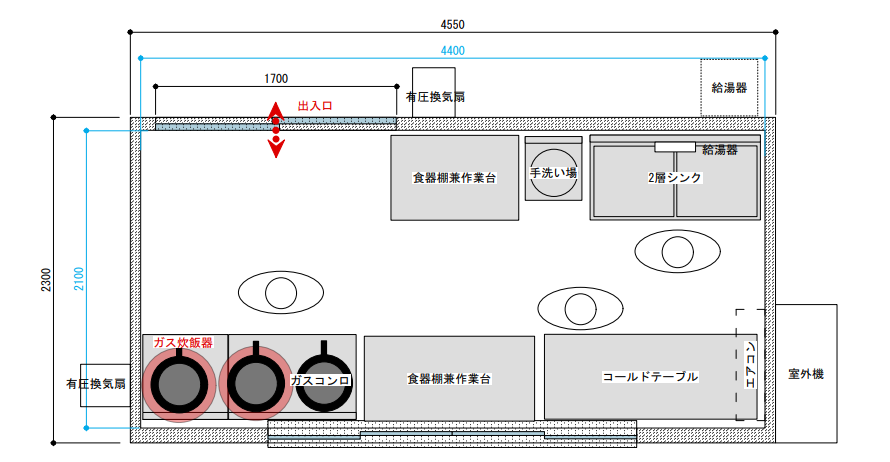 4550
4400
1700
出入口
有圧換気扇
給湯器
2300
2100
食器棚兼作業台
手洗い場
給湯器
2層シンク
ガス炊飯器
ガスコンロ
有圧換気扇
食器棚兼作業台
コールドテーブル
エアコン
室外機